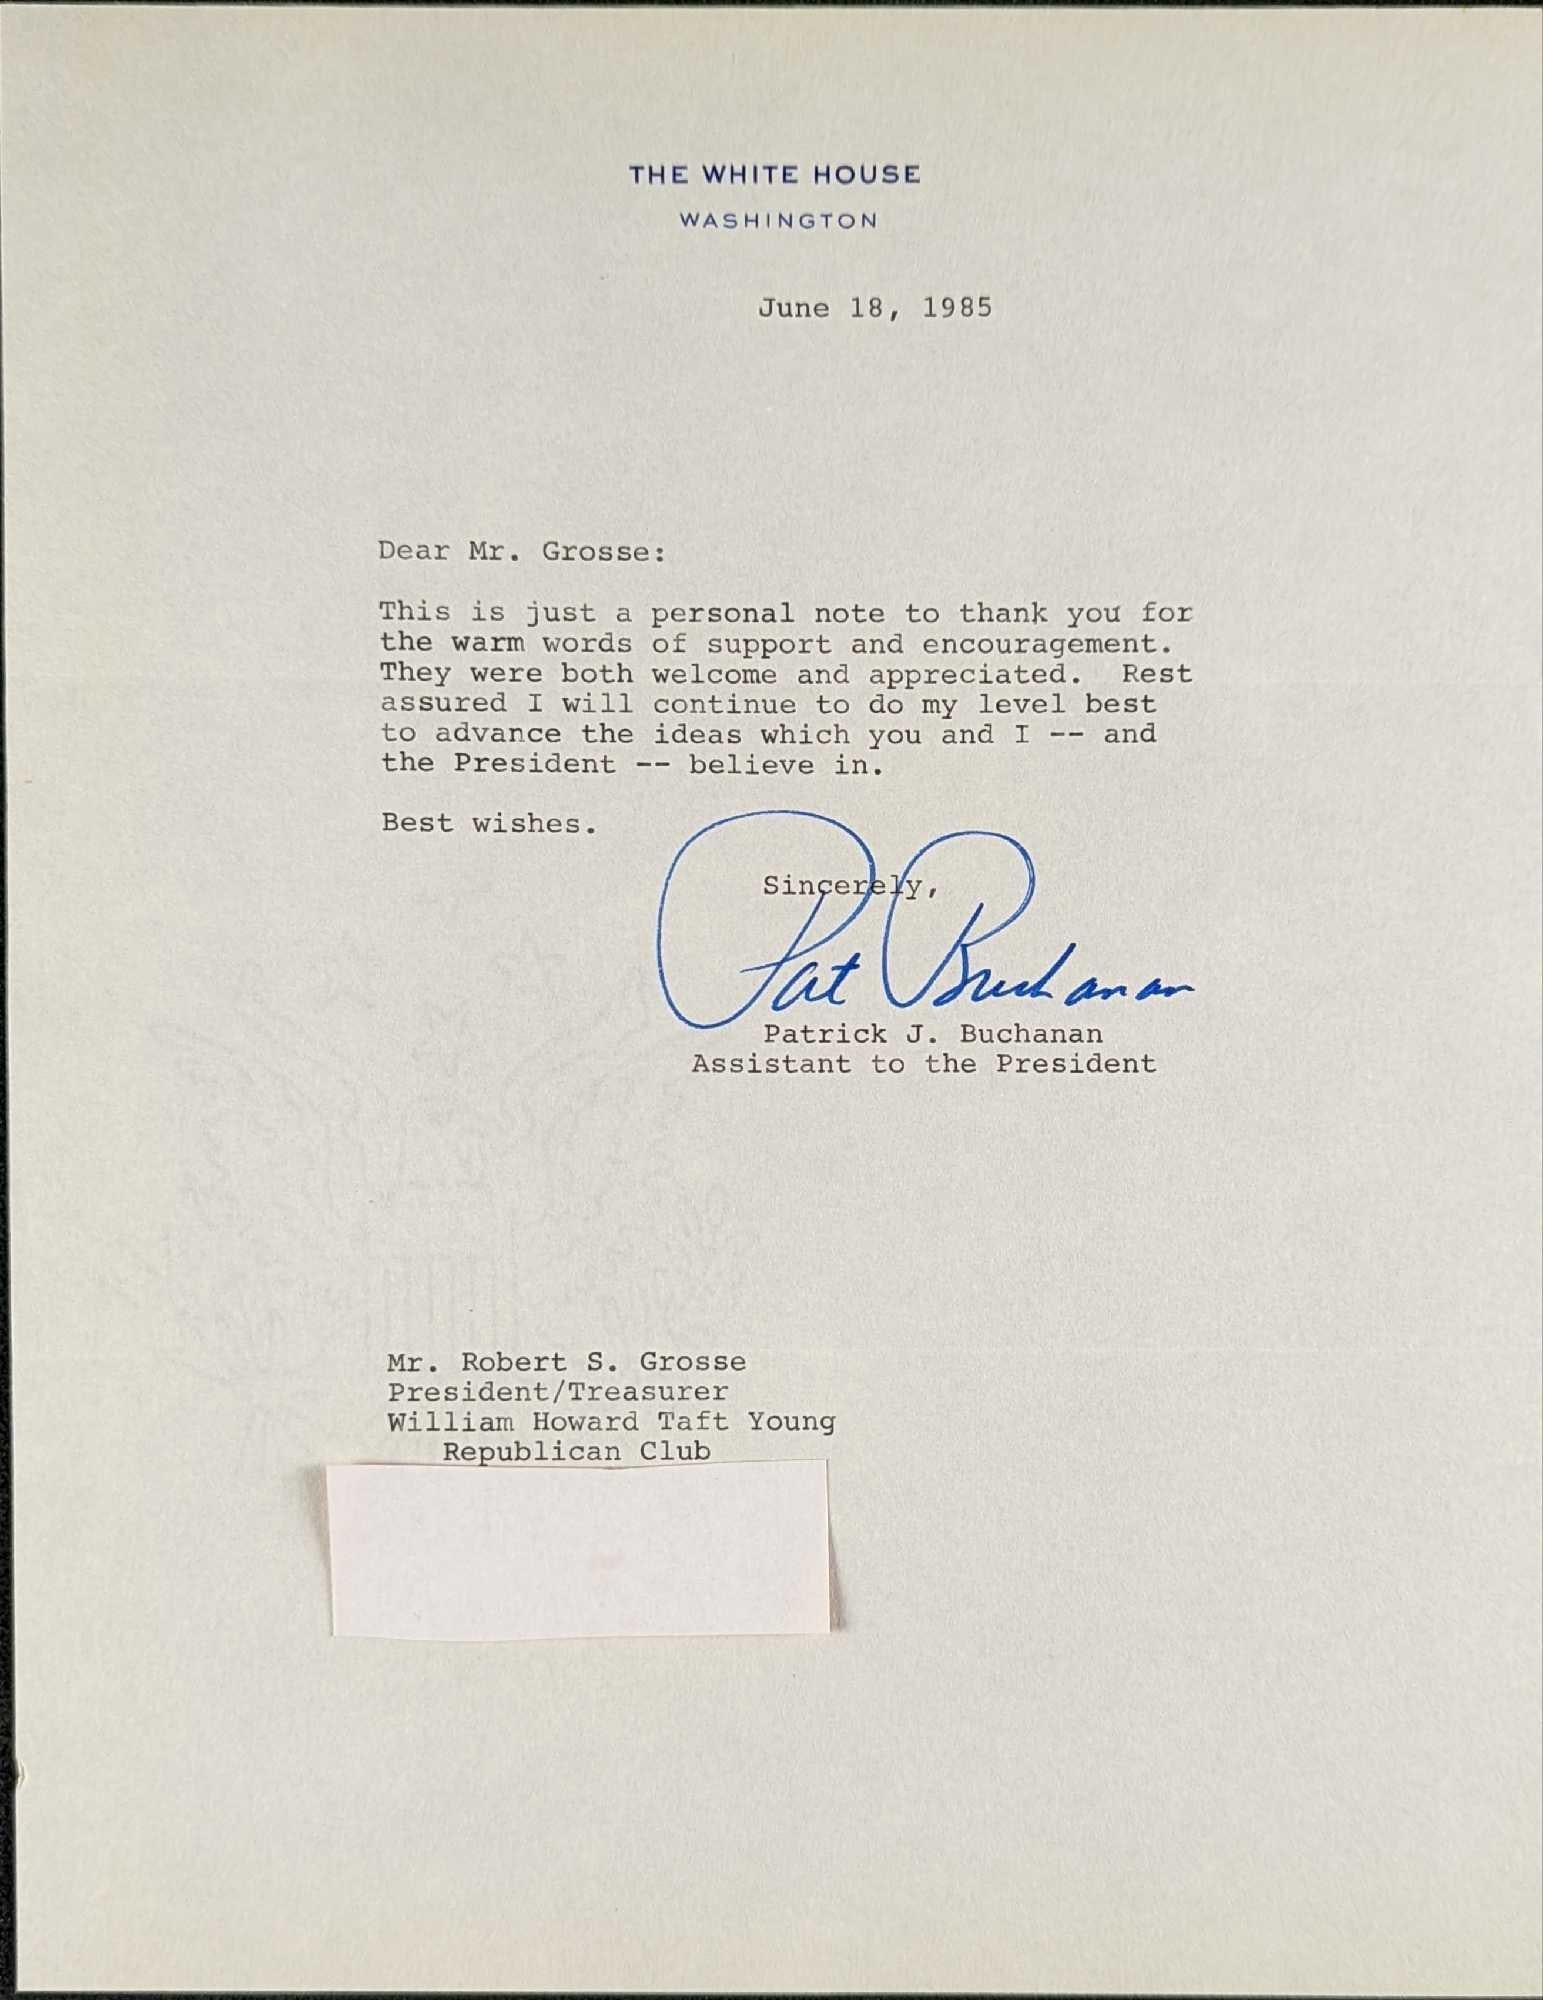 THE WHITE HOUSE
WASHINGTON
June 18, 1985
Dear Mr. Grosse:
This is just a personal note to thank you for
the warm words of support and encouragement.
They were both welcome and appreciated.  Rest
assured I will continue to do my level best
to advance the ideas which you and I -- and
the President -- believe in.
Best wishes.
Sincerely,
Pat Buchanan
Patrick J. Buchanan
Assistant to the President
Mr. Robert S. Grosse
President/Treasurer
William Howard Taft Young
Republican Club